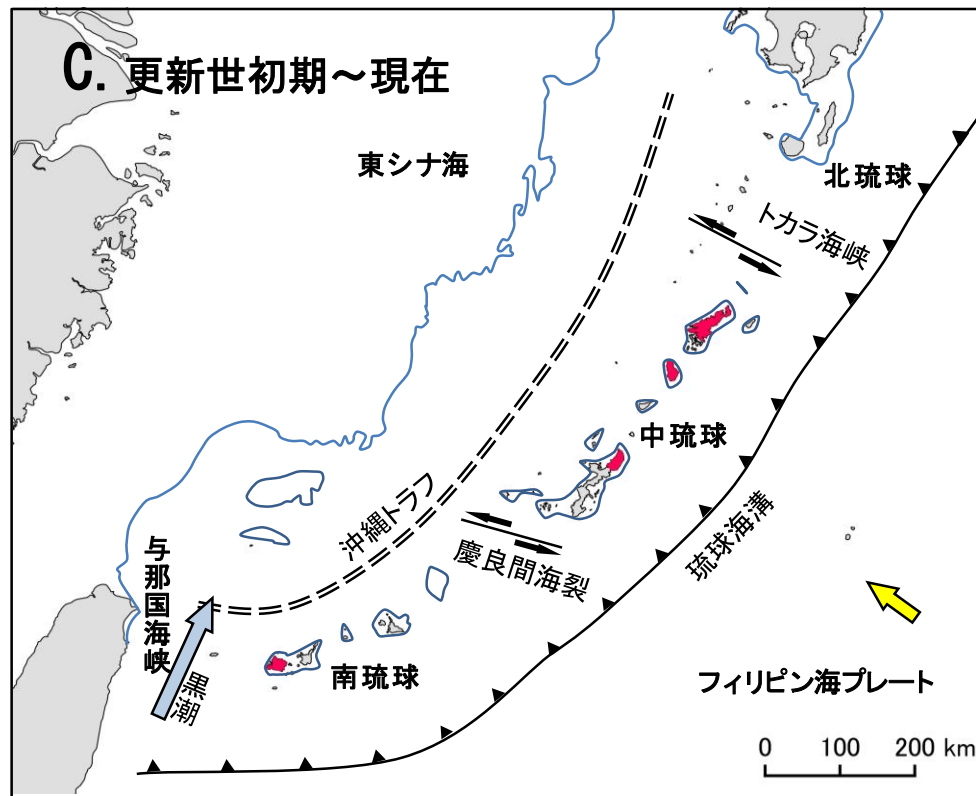 C. 更新世初期～現在
東シナ海
北琉球
トカラ海峡
中琉球
沖縄トラフ
慶良間海裂
琉球海溝
与那国海峡
黒潮
南琉球
フィリピン海プレート
0 100 200 km